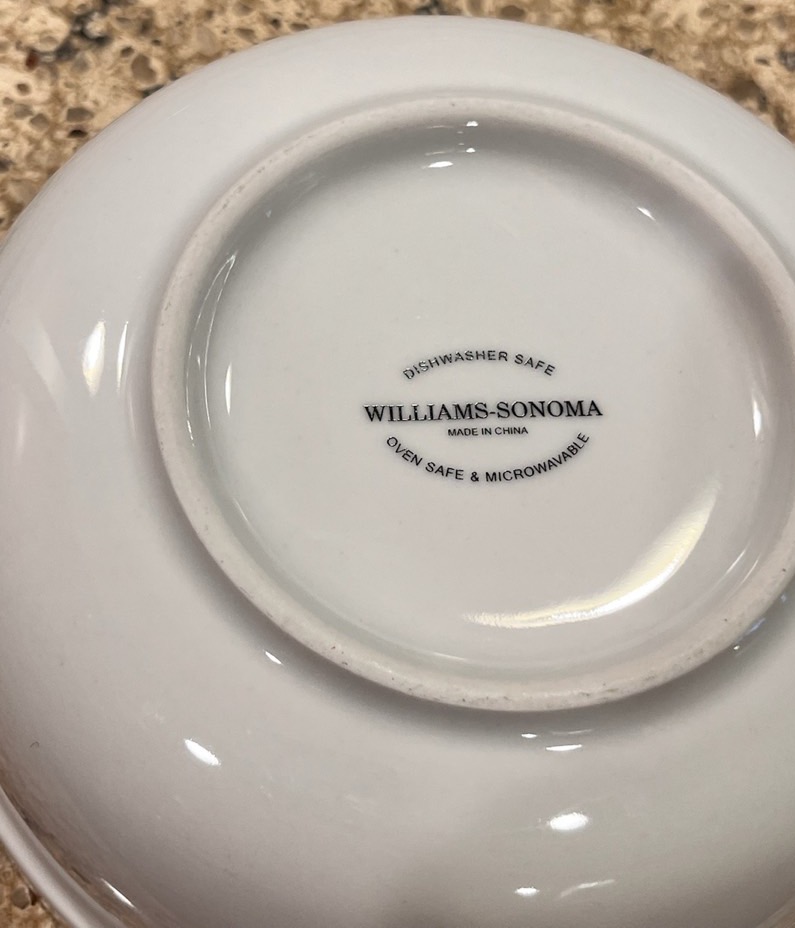 DISHWASHER SAFE
WILLIAMS-SONOMA
MADE IN CHINA
OVEN SAFE & MICROWAVABLE